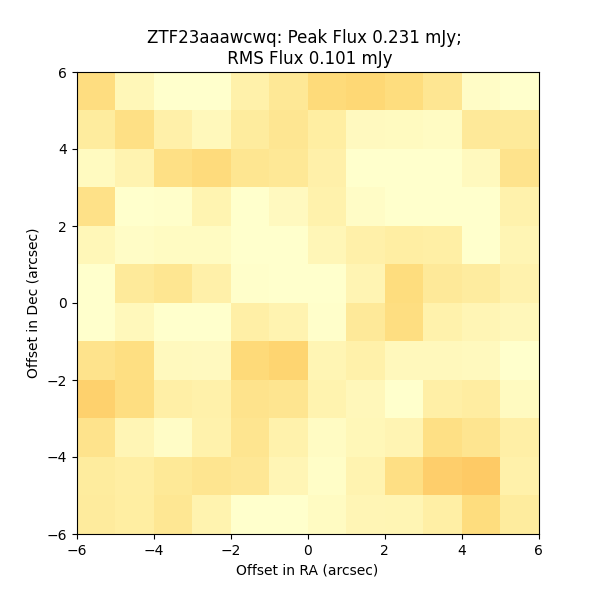 ZTF23aaawcwq: Peak Flux 0.231 mJy;
RMS Flux 0.101 mJy
6
4
2
0
−2
−4
−6
Offset in Dec (arcsec)
−6 −4 −2 0 2 4 6
Offset in RA (arcsec)